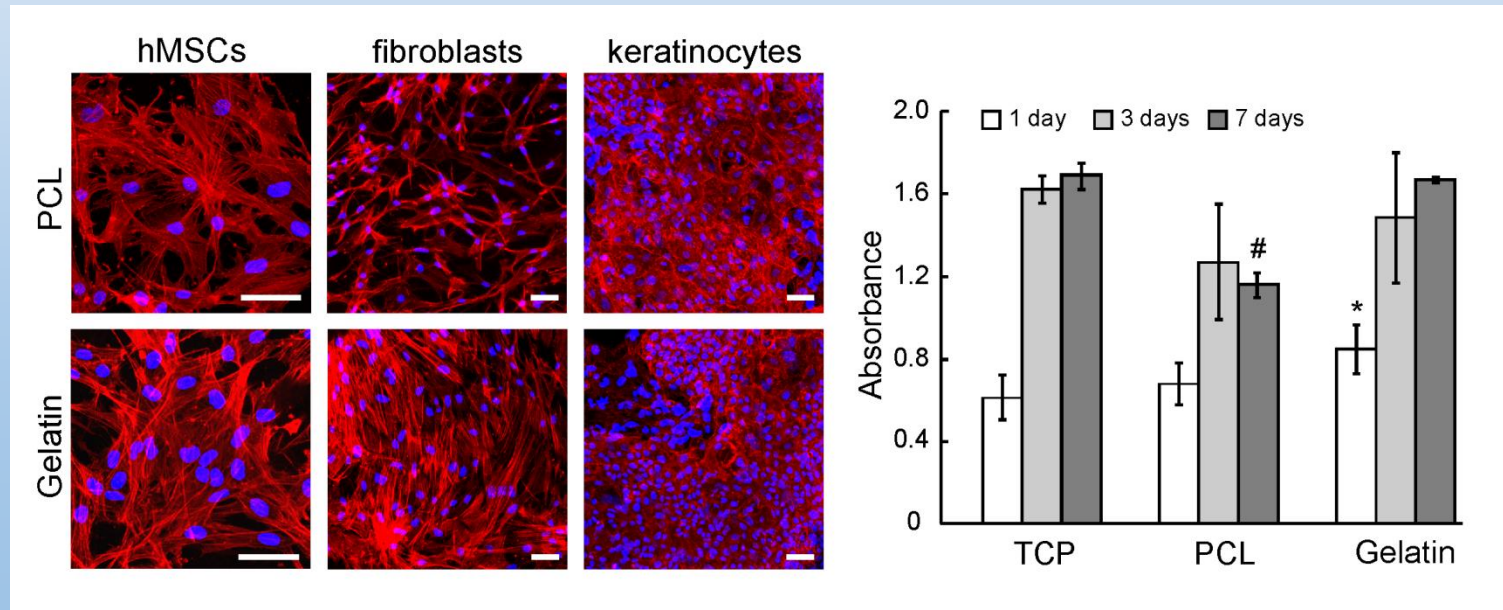 hMSCs fibroblasts keratinocytes
PCL
Gelatin
2.0
1.6
1.2
0.8
0.4
0
Absorbance
1 day 3 days 7 days
#
*
TCP PCL Gelatin